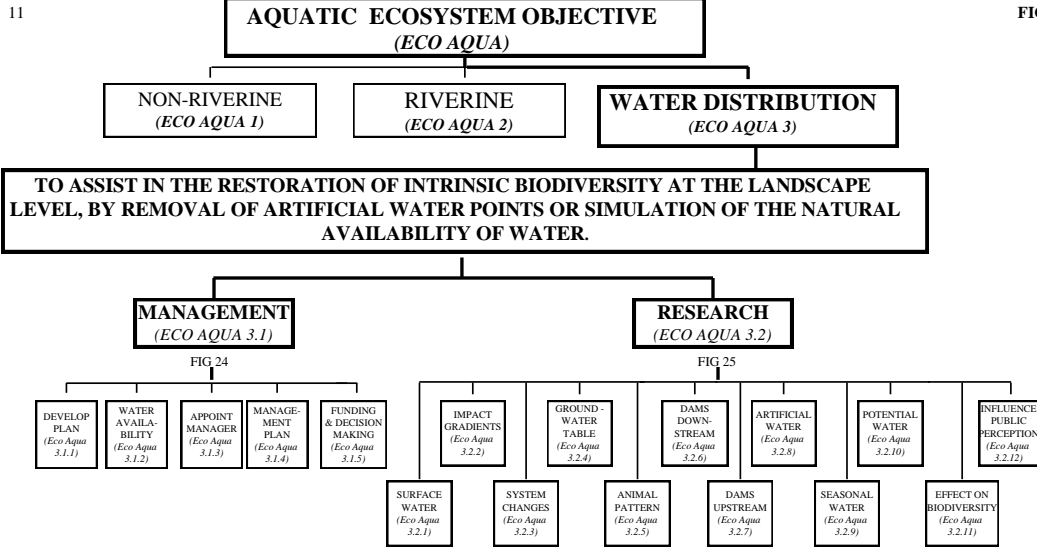 11
FIG
AQUATIC ECOSYSTEM OBJECTIVE
(ECO AQUA)
NON-RIVERINE
(ECO AQUA 1)
RIVERINE
(ECO AQUA 2)
WATER DISTRIBUTION
(ECO AQUA 3)
TO ASSIST IN THE RESTORATION OF INTRINSIC BIODIVERSITY AT THE LANDSCAPE
LEVEL, BY REMOVAL OF ARTIFICIAL WATER POINTS OR SIMULATION OF THE NATURAL
AVAILABILITY OF WATER.
MANAGEMENT
(ECO AQUA 3.1)
RESEARCH
(ECO AQUA 3.2)
FIG 24
FIG 25
DEVELOP
PLAN
(Eco Aqua
3.1.1)
WATER
AVAILA-
BILITY
(Eco Aqua
3.1.2)
APPOINT
MANAGER
(Eco Aqua
3.1.3)
MANAGE-
MENT
PLAN
(Eco Aqua
3.1.4)
FUNDING
& DECISION
MAKING
(Eco Aqua
3.1.5)
IMPACT
GRADIENTS
(Eco Aqua
3.2.2)
GROUND -
WATER
TABLE
(Eco Aqua
3.2.4)
DAMS
DOWN-
STREAM
(Eco Aqua
3.2.6)
ARTIFICIAL
WATER
(Eco Aqua
3.2.8)
POTENTIAL
WATER
(Eco Aqua
3.2.10)
INFLUENCE
PUBLIC
PERCEPTION
(Eco Aqua
3.2.12)
SURFACE
WATER
(Eco Aqua
3.2.1)
SYSTEM
CHANGES
(Eco Aqua
3.2.3)
ANIMAL
PATTERN
(Eco Aqua
3.2.5)
DAMS
UPSTREAM
(Eco Aqua
3.2.7)
SEASONAL
WATER
(Eco Aqua
3.2.9)
EFFECT ON
BIODIVERSITY
(Eco Aqua
3.2.11)